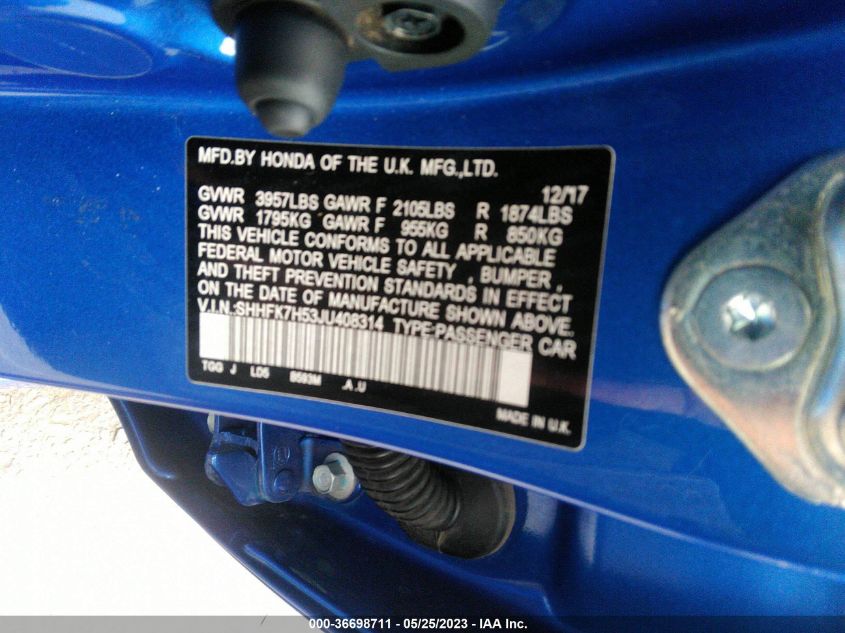 MFD.BY HONDA OF THE U.K. MFG.,LTD.
12/17
GVWR 3957LBS GAWR F 2105LBS R 1874LBS
GVWR 1795KG GAWR F 955KG R 850KG
THIS VEHICLE CONFORMS TO ALL APPLICABLE
FEDERAL MOTOR VEHICLE SAFETY , BUMPER ,
AND THEFT PREVENTION STANDARDS IN EFFECT
ON THE DATE OF MANUFACTURE SHOWN ABOVE.
V.I.N.:SHHFK7H53JU408314 TYPE:PASSENGER CAR
TGG J LD5 B593M .A.U
MADE IN U.K.
000-36698711 - 05/25/2023 - IAA Inc.